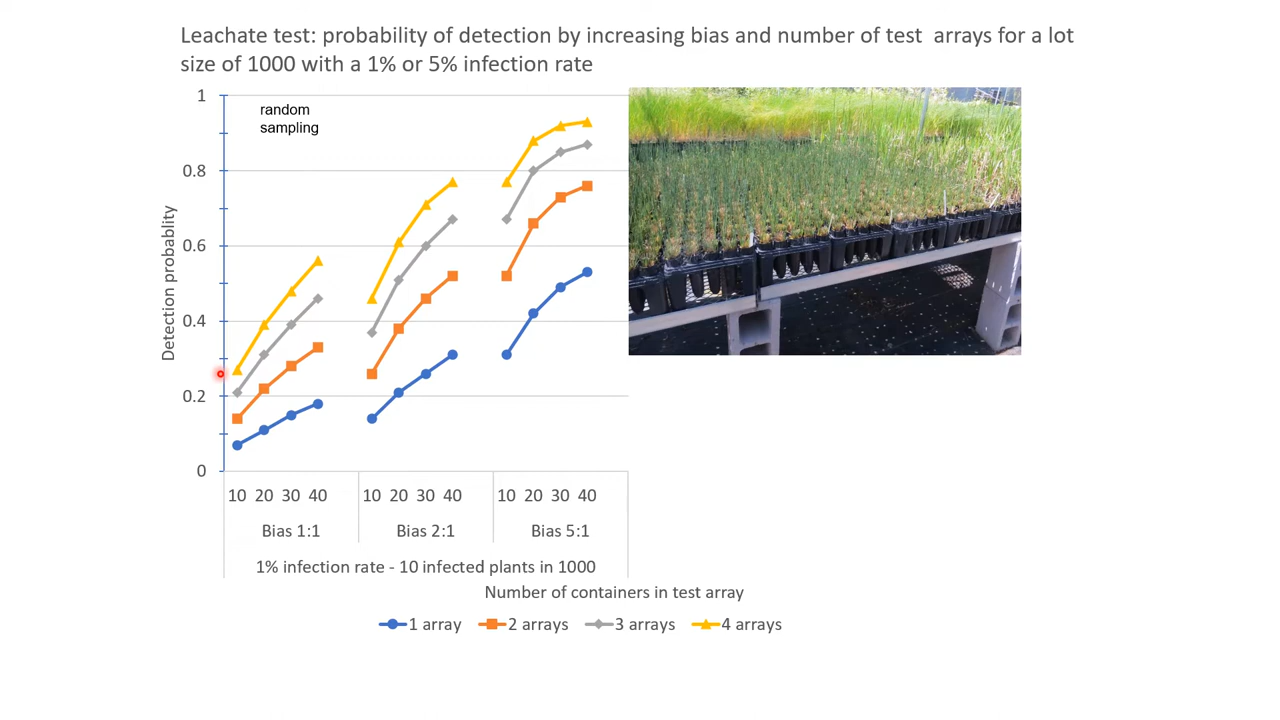 Leachate test: probability of detection by increasing bias and number of test arrays for a lot
size of 1000 with a 1% or 5% infection rate
random
sampling
1
0.8
0.6
0.4
0.2
0
Detection probablity
10 20 30 40 10 20 30 40 10 20 30 40
Bias 1:1 Bias 2:1 Bias 5:1
1% infection rate - 10 infected plants in 1000
Number of containers in test array
1 array 2 arrays 3 arrays 4 arrays